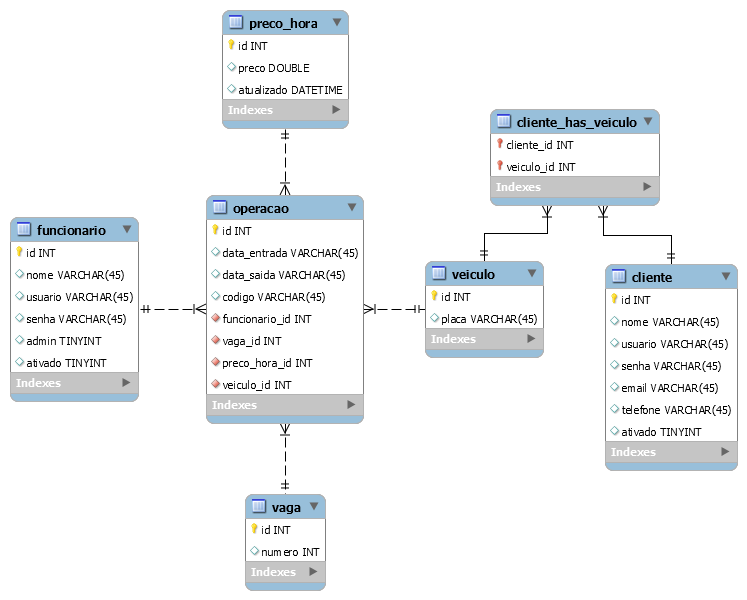 preco_hora
id INT
preco DOUBLE
atualizado DATETIME
Indexes
cliente_has_veiculo
cliente_id INT
veiculo_id INT
Indexes
operacao
id INT
data_entrada VARCHAR(45)
data_saida VARCHAR(45)
codigo VARCHAR(45)
funcionario_id INT
vaga_id INT
preco_hora_id INT
veiculo_id INT
Indexes
funcionario
id INT
nome VARCHAR(45)
usuario VARCHAR(45)
senha VARCHAR(45)
admin TINYINT
ativado TINYINT
Indexes
veiculo
id INT
placa VARCHAR(45)
Indexes
cliente
id INT
nome VARCHAR(45)
usuario VARCHAR(45)
senha VARCHAR(45)
email VARCHAR(45)
telefone VARCHAR(45)
ativado TINYINT
Indexes
vaga
id INT
numero INT
Indexes